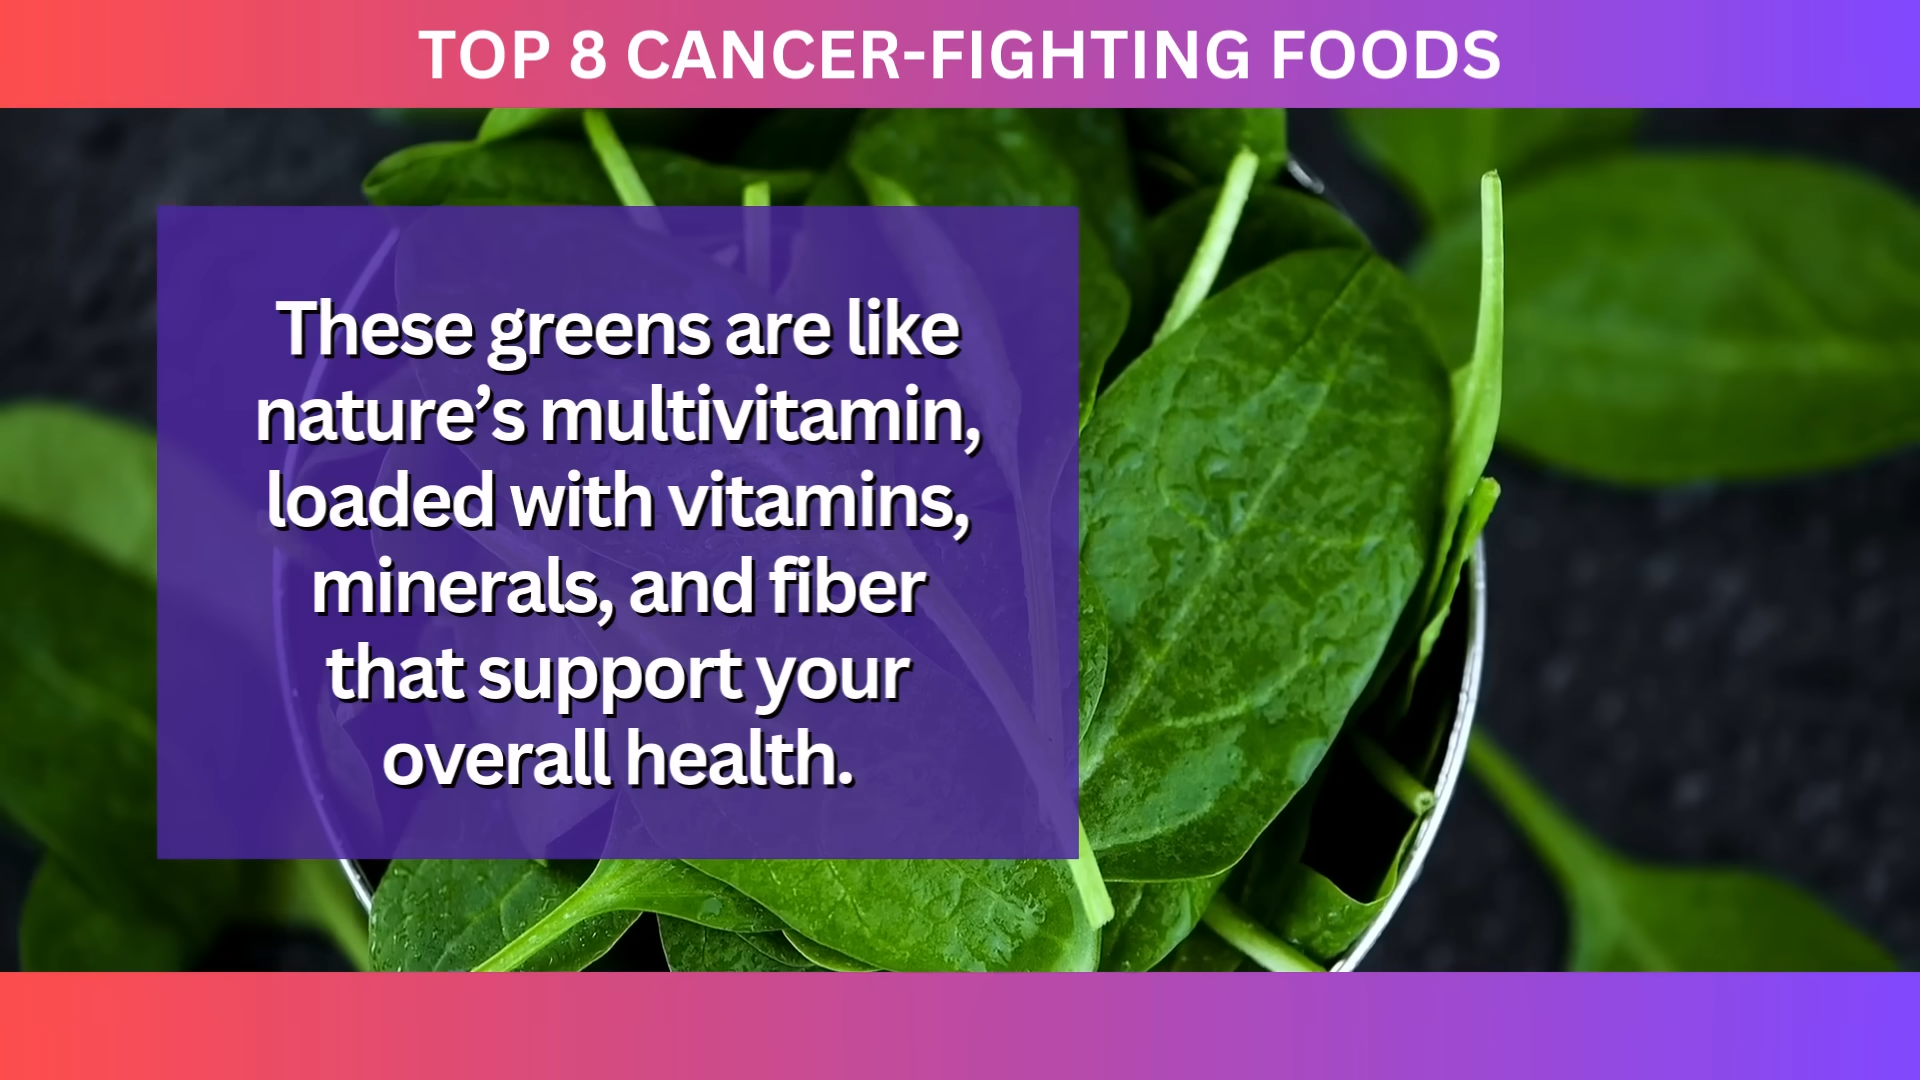 TOP 8 CANCER-FIGHTING FOODS
These greens are like
nature’s multivitamin,
loaded with vitamins,
minerals, and fiber
that support your
overall health.